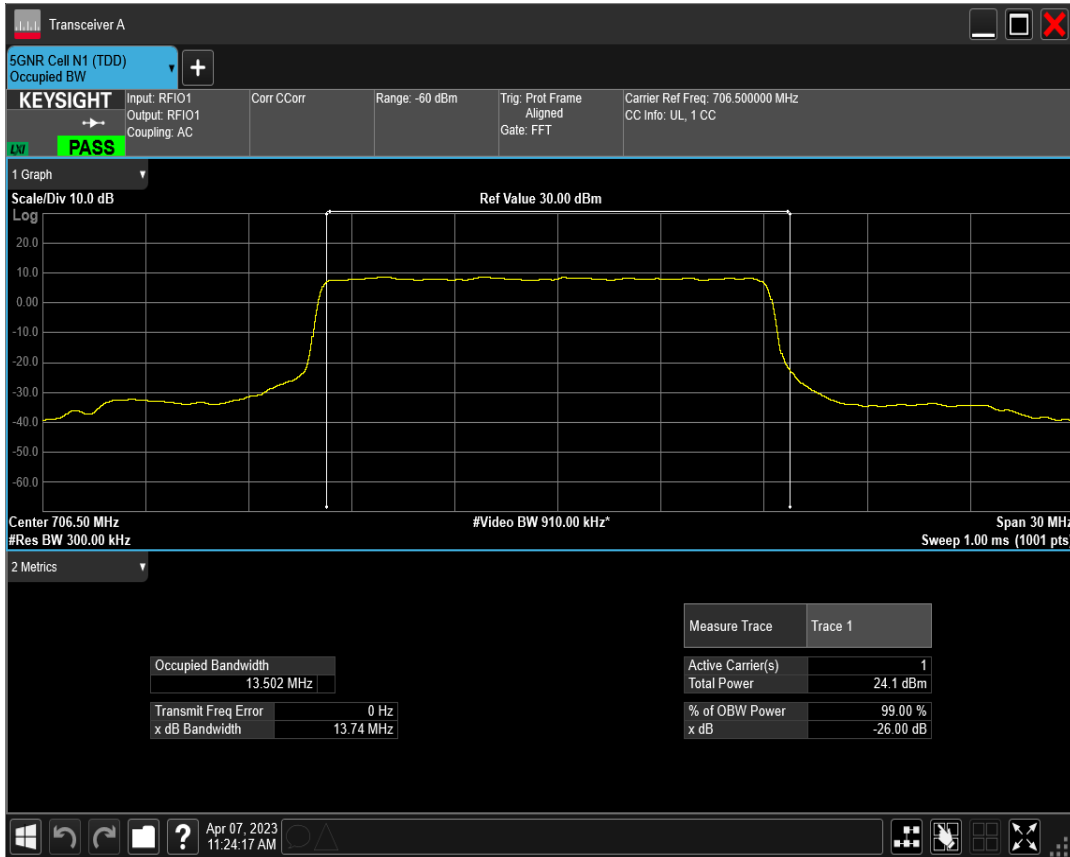 Transceiver A
5GNR Cell N1 (TDD)
Occupied BW
+
KEYSIGHT
LXI
PASS
Input: RFIO1
Output: RFIO1
Coupling: AC
Corr CCorr
Range: -60 dBm
Trig: Prot Frame
Aligned
Gate: FFT
Carrier Ref Freq: 706.500000 MHz
CC Info: UL, 1 CC
1 Graph
Scale/Div 10.0 dB
Ref Value 30.00 dBm
Log
20.0
10.0
0.00
-10.0
-20.0
-30.0
-40.0
-50.0
-60.0
Center 706.50 MHz
#Video BW 910.00 kHz*
Span 30 MHz
#Res BW 300.00 kHz
Sweep 1.00 ms (1001 pts)
2 Metrics
Measure Trace Trace 1
Occupied Bandwidth
13.502 MHz
Active Carrier(s) 1
Total Power 24.1 dBm
Transmit Freq Error 0 Hz
x dB Bandwidth 13.74 MHz
% of OBW Power 99.00 %
x dB -26.00 dB
?
Apr 07, 2023
11:24:17 AM